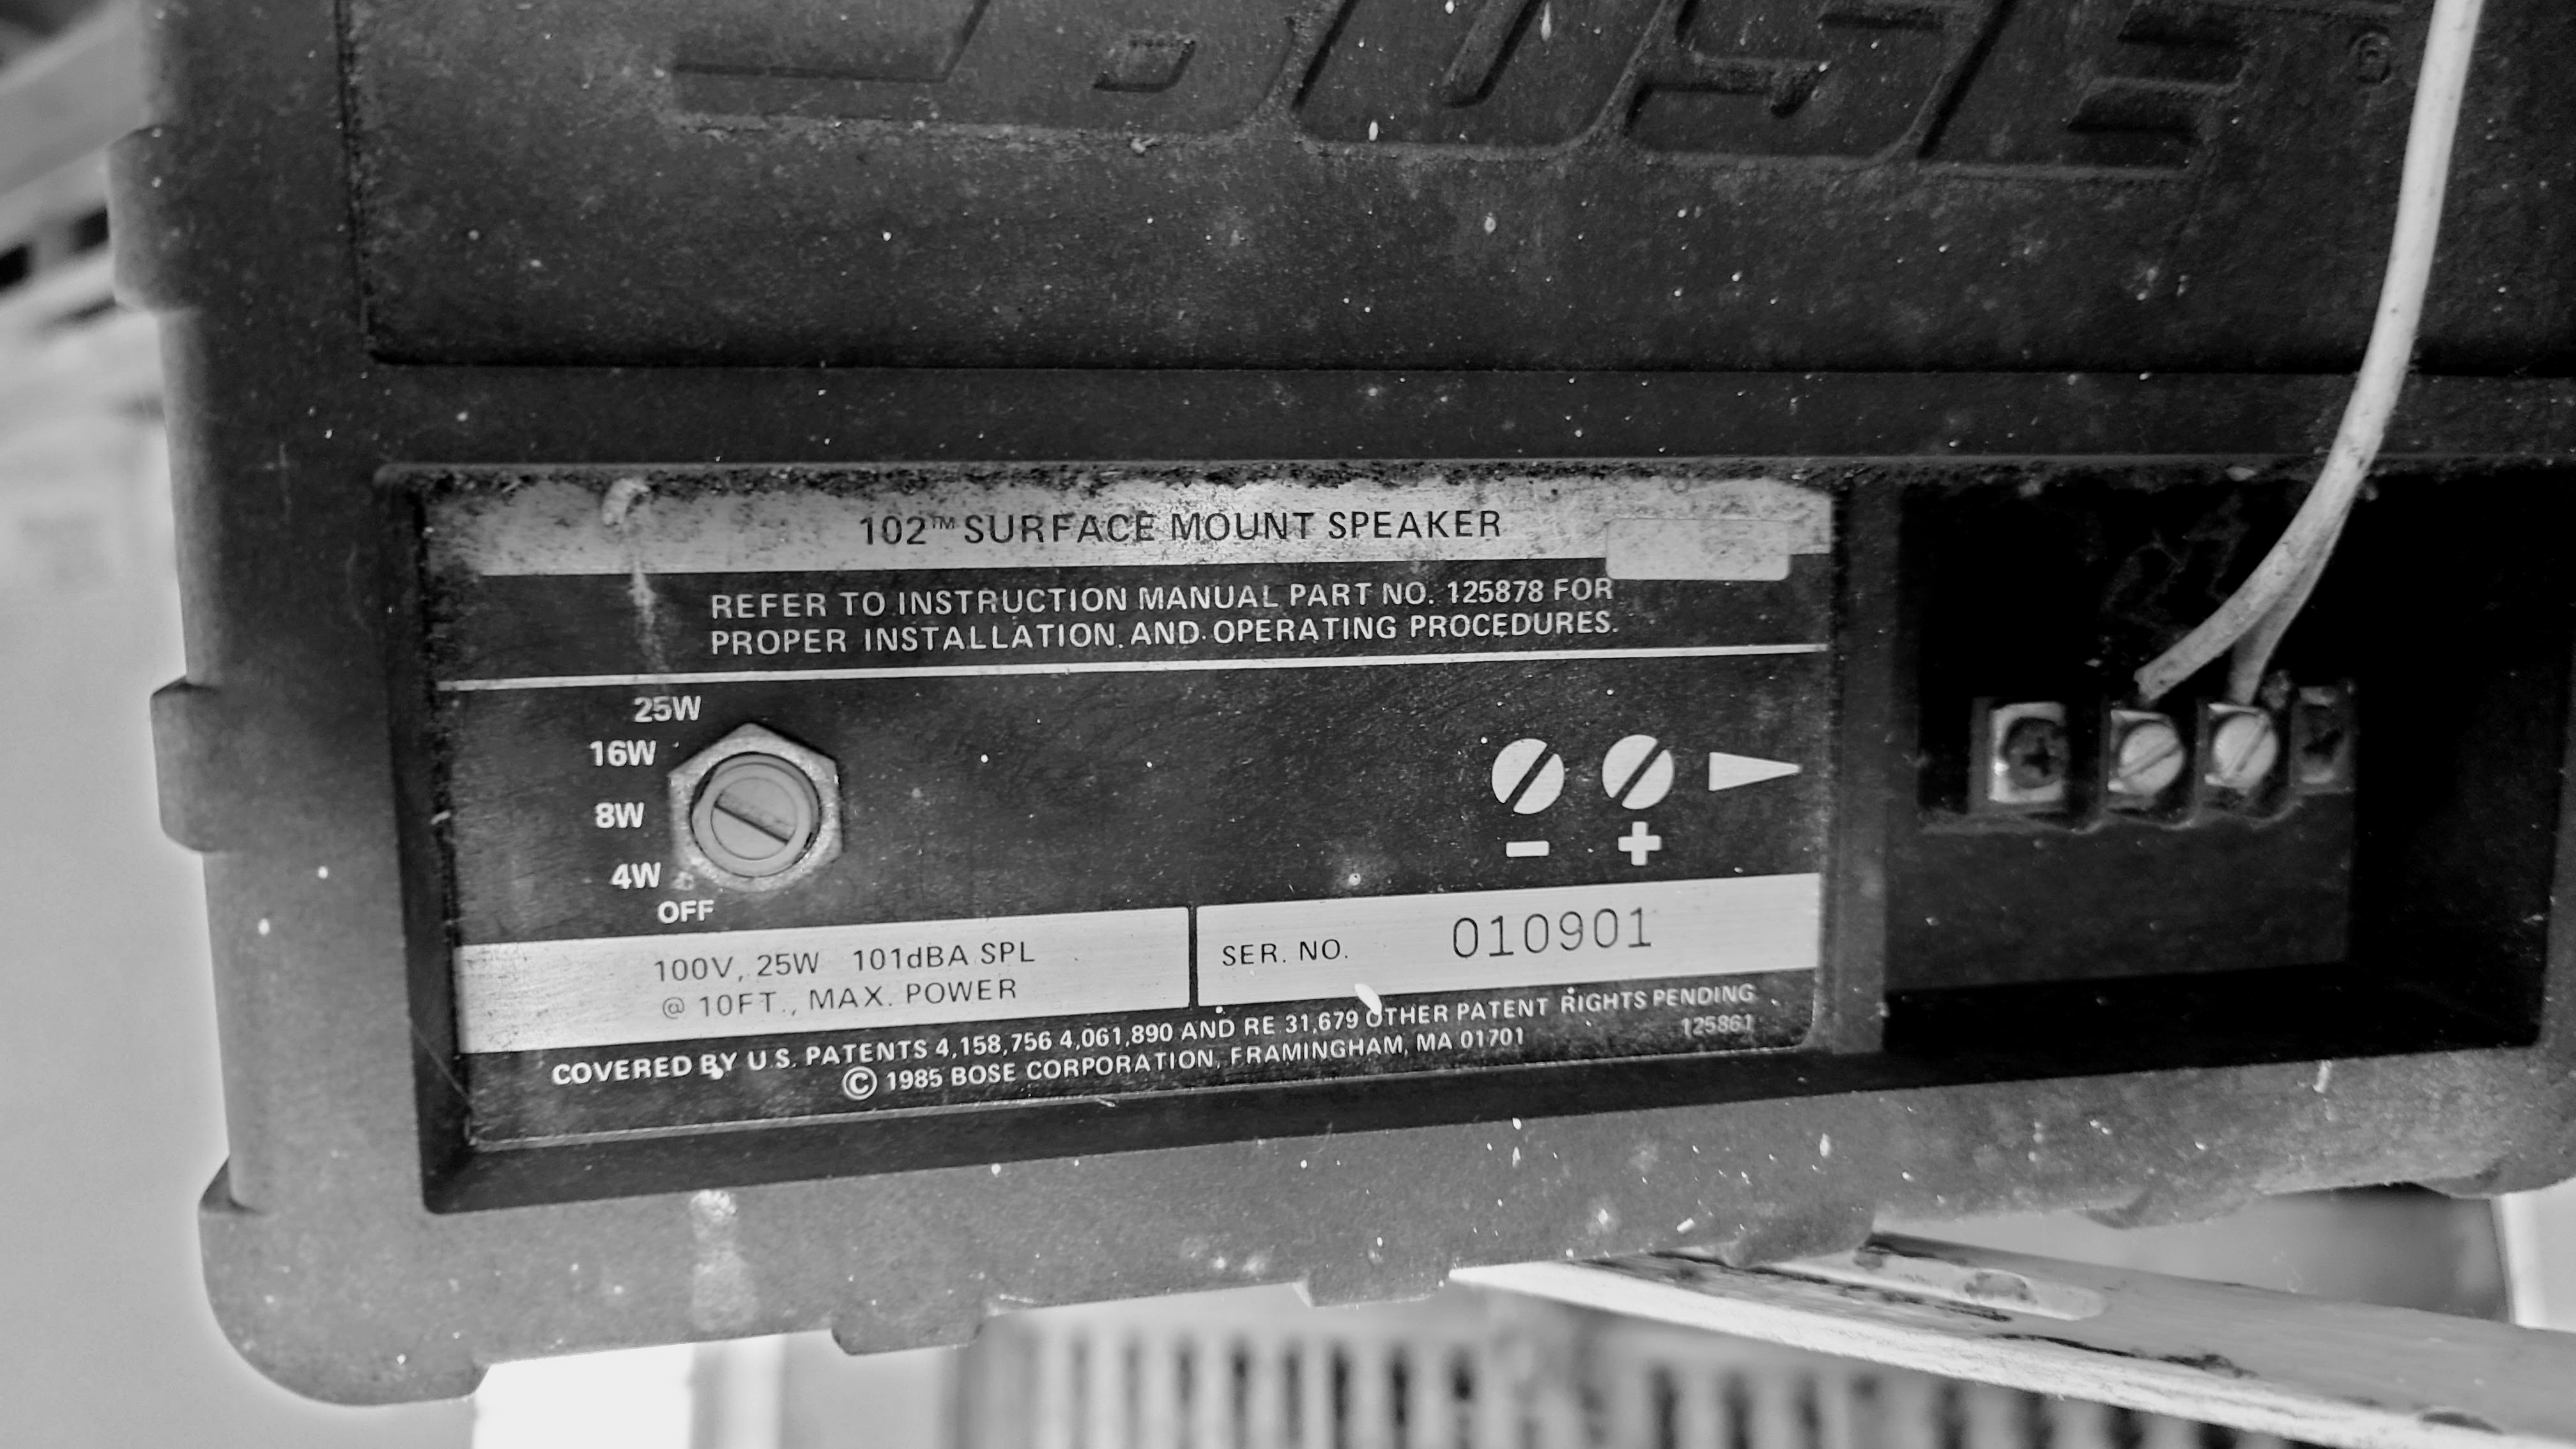 BOSE®
102™ SURFACE MOUNT SPEAKER
REFER TO INSTRUCTION MANUAL PART NO. 125878 FOR
PROPER INSTALLATION AND OPERATING PROCEDURES.
25W
16W
8W
4W
OFF
- +
100V, 25W 101dBA SPL
@ 10FT., MAX. POWER
SER. NO. 010901
COVERED BY U.S. PATENTS 4,158,756 4,061,890 AND RE 31,679 OTHER PATENT RIGHTS PENDING
125861
© 1985 BOSE CORPORATION, FRAMINGHAM, MA 01701